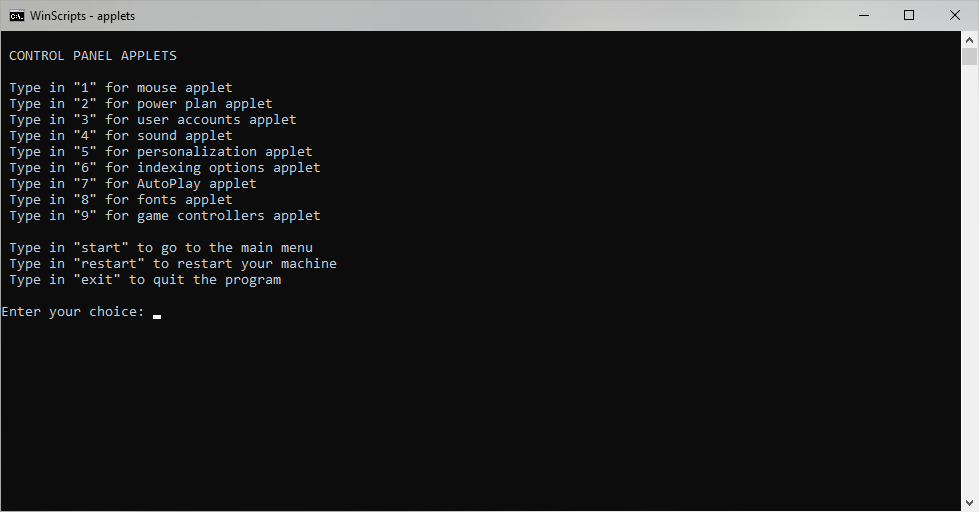 C:\. WinScripts - applets
CONTROL PANEL APPLETS
Type in "1" for mouse applet
Type in "2" for power plan applet
Type in "3" for user accounts applet
Type in "4" for sound applet
Type in "5" for personalization applet
Type in "6" for indexing options applet
Type in "7" for AutoPlay applet
Type in "8" for fonts applet
Type in "9" for game controllers applet
Type in "start" to go to the main menu
Type in "restart" to restart your machine
Type in "exit" to quit the program
Enter your choice: